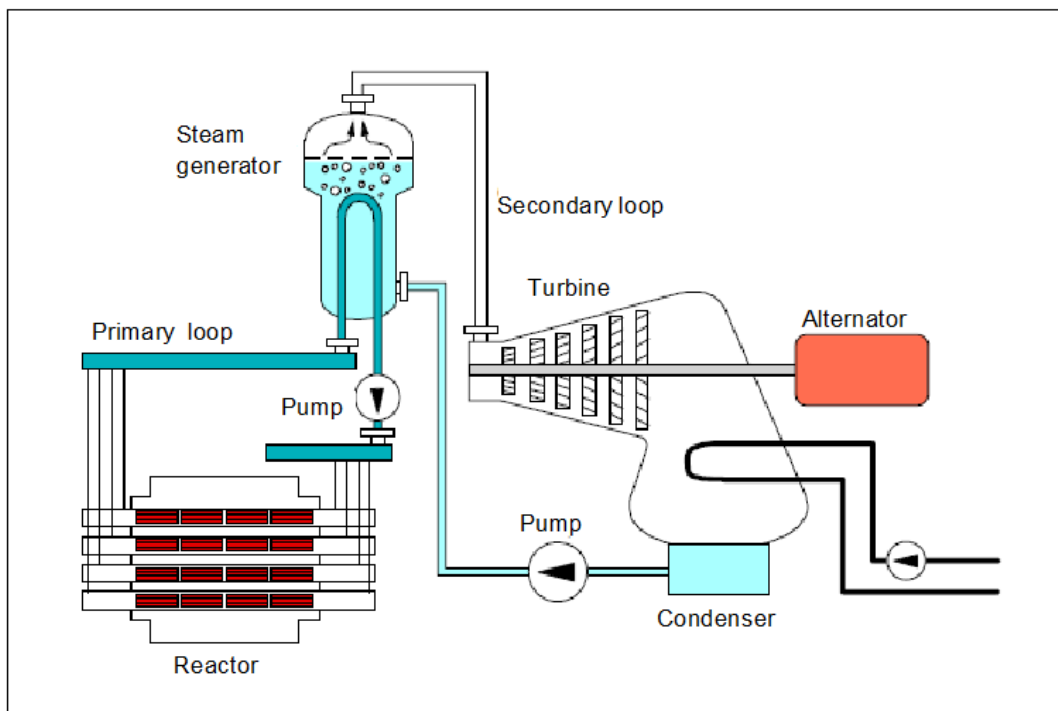 Steam
generator
Secondary loop
Turbine
Alternator
Primary loop
Pump
Pump
Condenser
Reactor